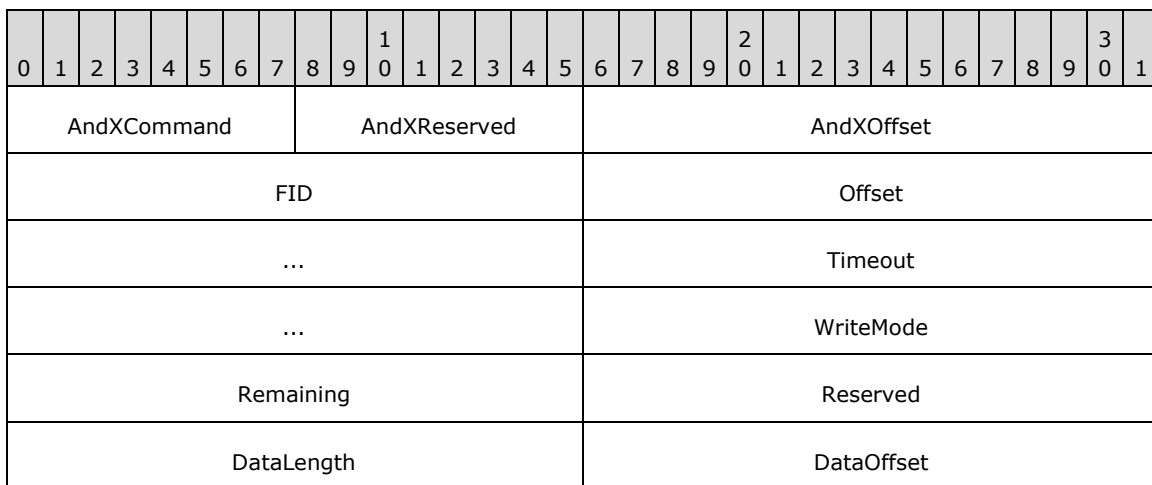 1 2 3
0 1 2 3 4 5 6 7 8 9 0 1 2 3 4 5 6 7 8 9 0 1 2 3 4 5 6 7 8 9 0 1
AndXCommand AndXReserved AndXOffset
FID Offset
... Timeout
... WriteMode
Remaining Reserved
DataLength DataOffset